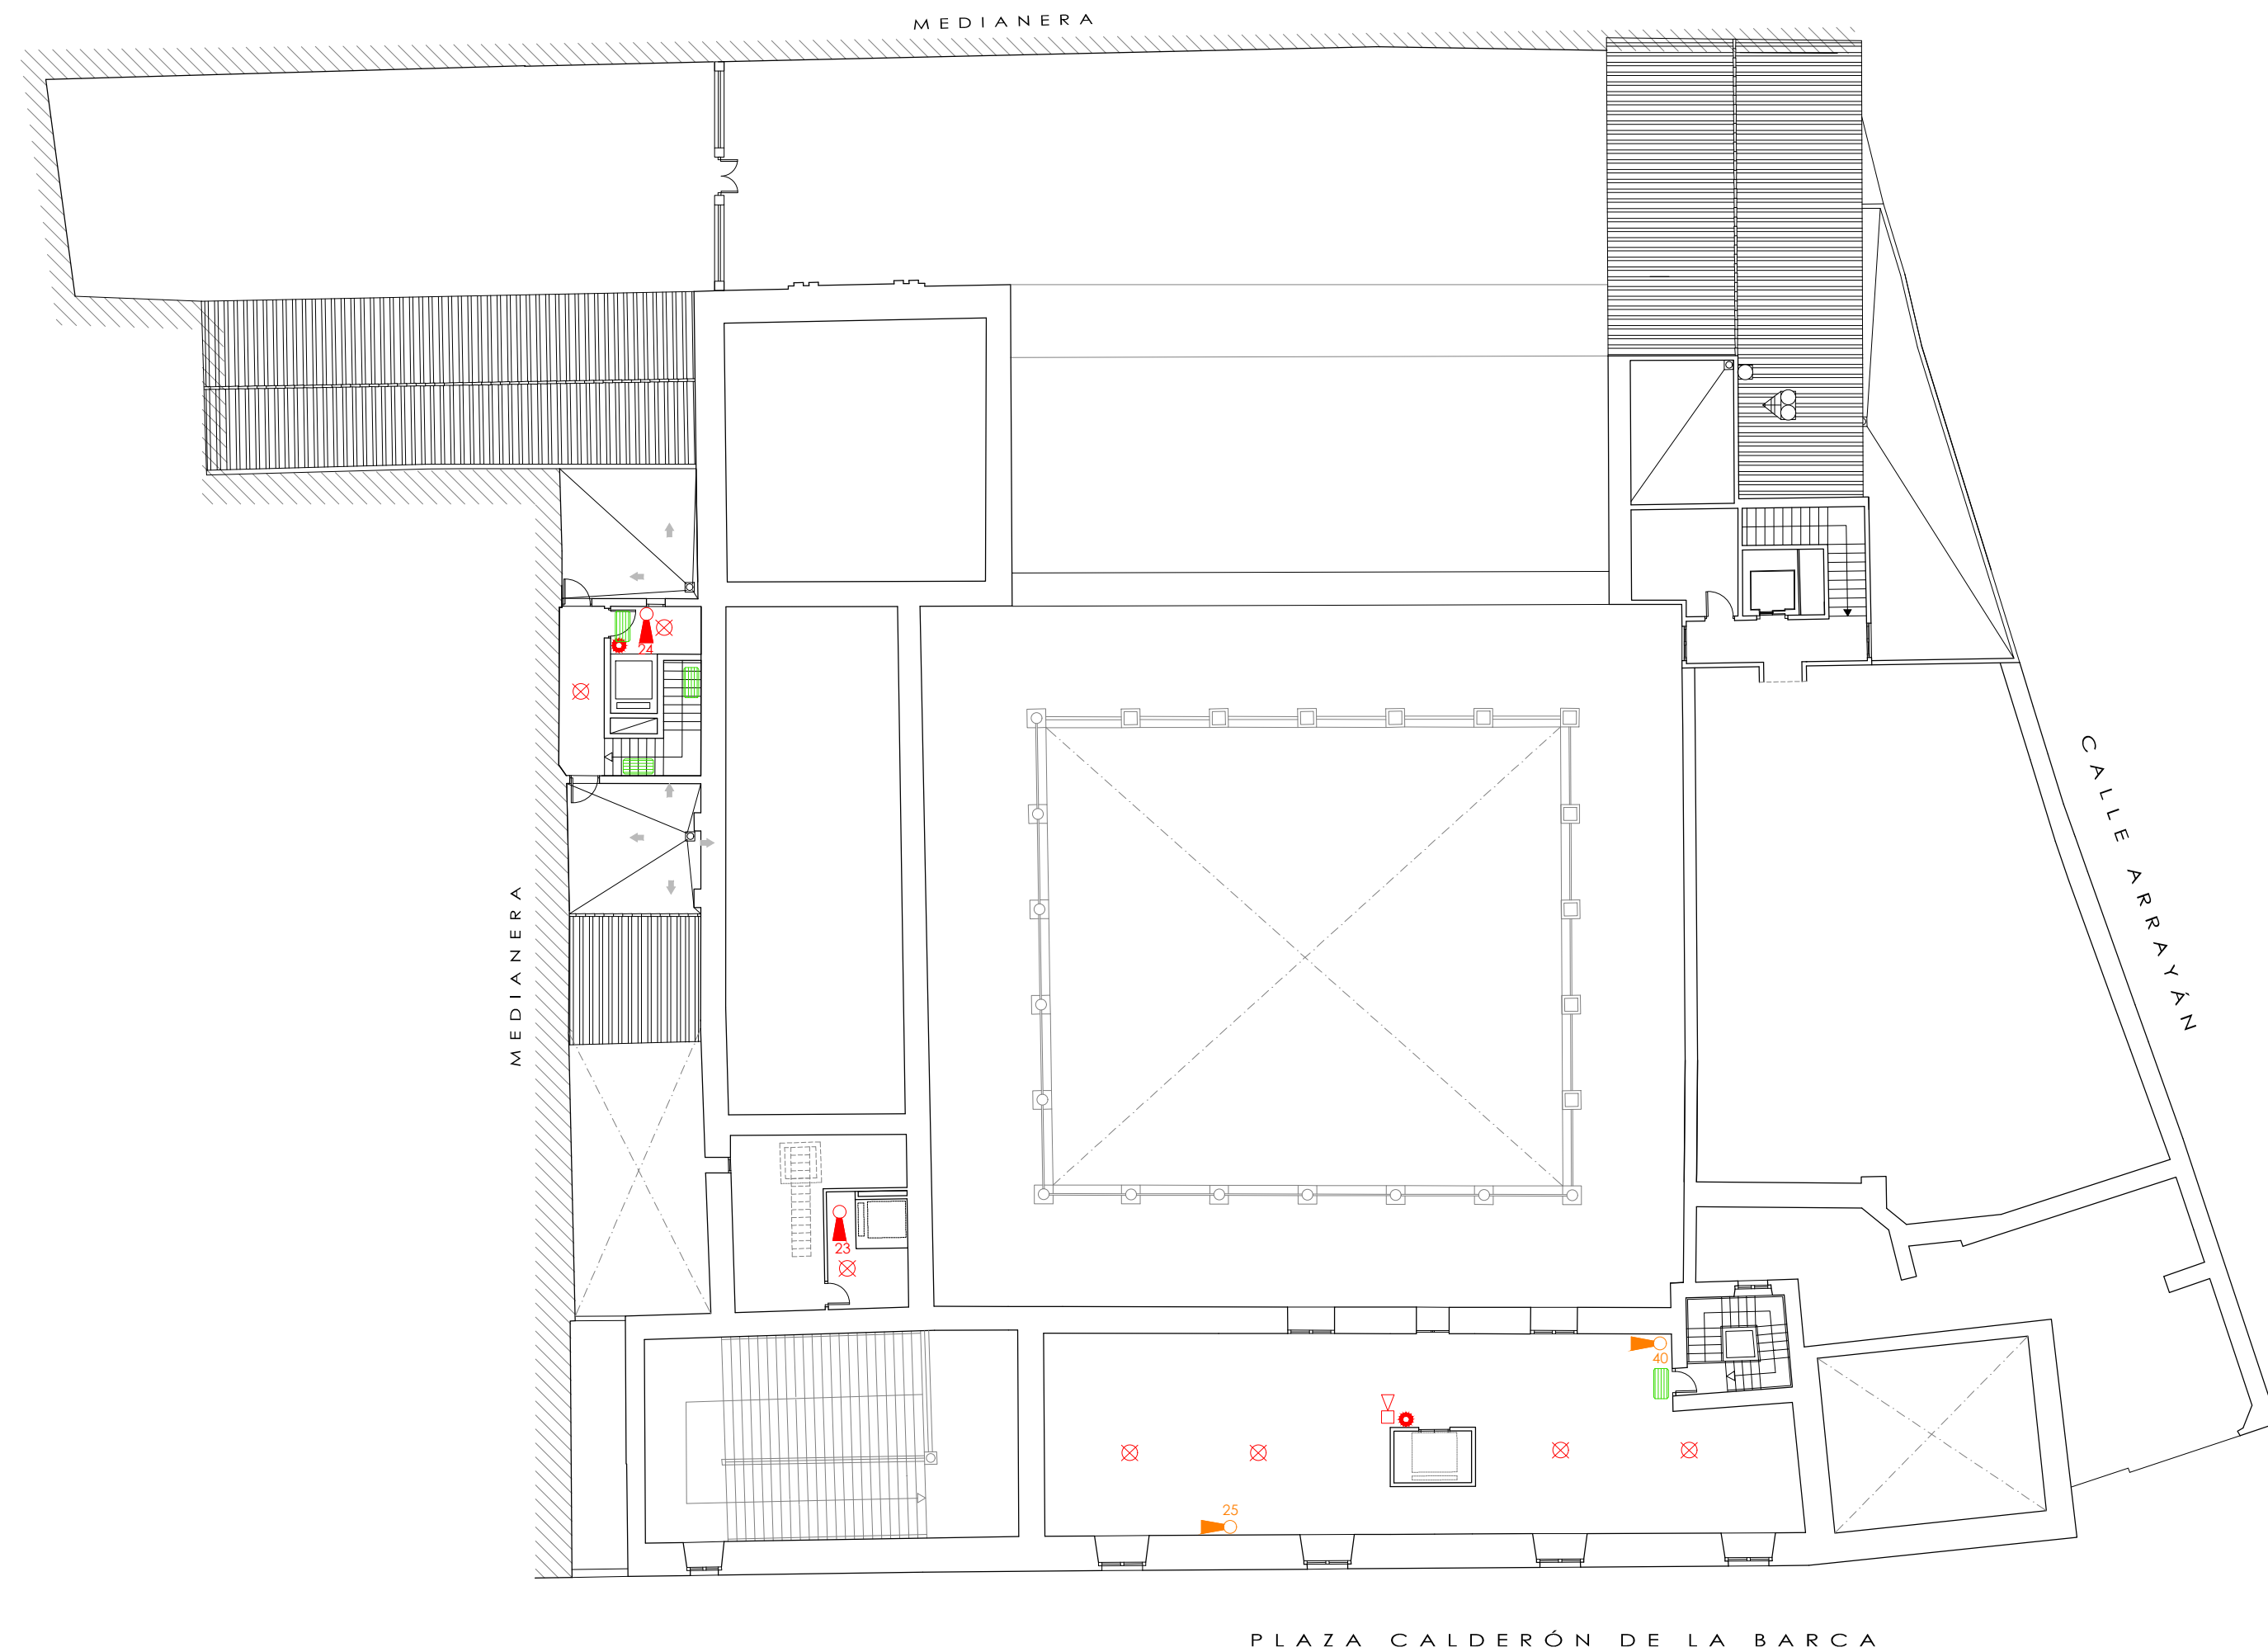 MEDIANERA
24
CALLE ARRAYÁN
MEDIANERA
23
40
25
PLAZA CALDERÓN DE LA BARCA